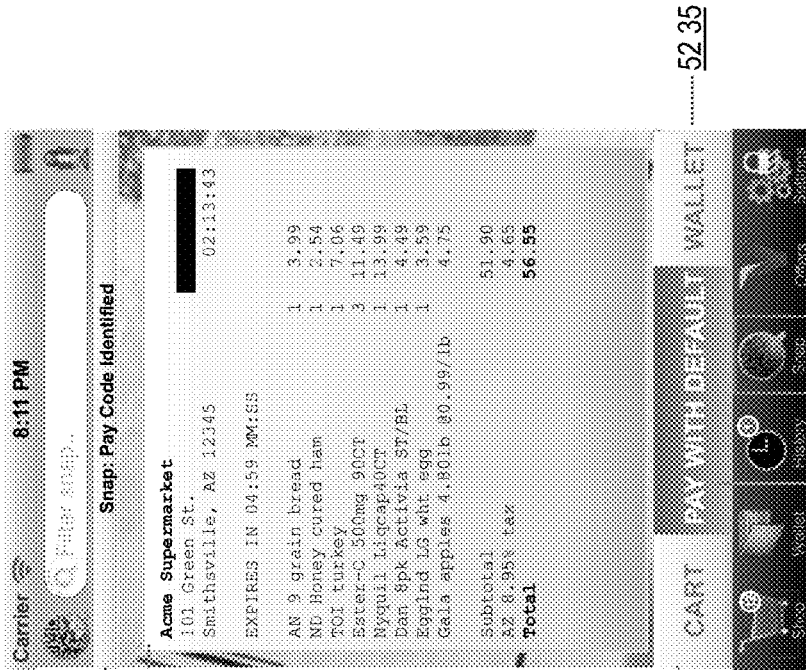 Carrier 8:11 PM
Filter snap..
Snap: Pay Code Identified
Acme Supermarket
101 Green St.
Smithsville, AZ 12345 02:13:43
EXPIRES IN 04:59 MM:SS
AN 9 grain bread 1 3.99
ND Honey cured ham 1 2.54
TOI turkey 1 7.06
Ester-C 500mg 90CT 3 11.49
Nyquil Liqcap40CT 1 13.99
Dan 8pk Activia ST/BL 1 4.49
Eggind LG wht egg 1 3.59
Gala apples 4.80lb @0.99/lb 4.75
Subtotal 51.90
AZ 8.95% tax 4.65
Total 56 55
CART PAY WITH DEFAULT WALLET
Shop Snap Offers Settings
52 35